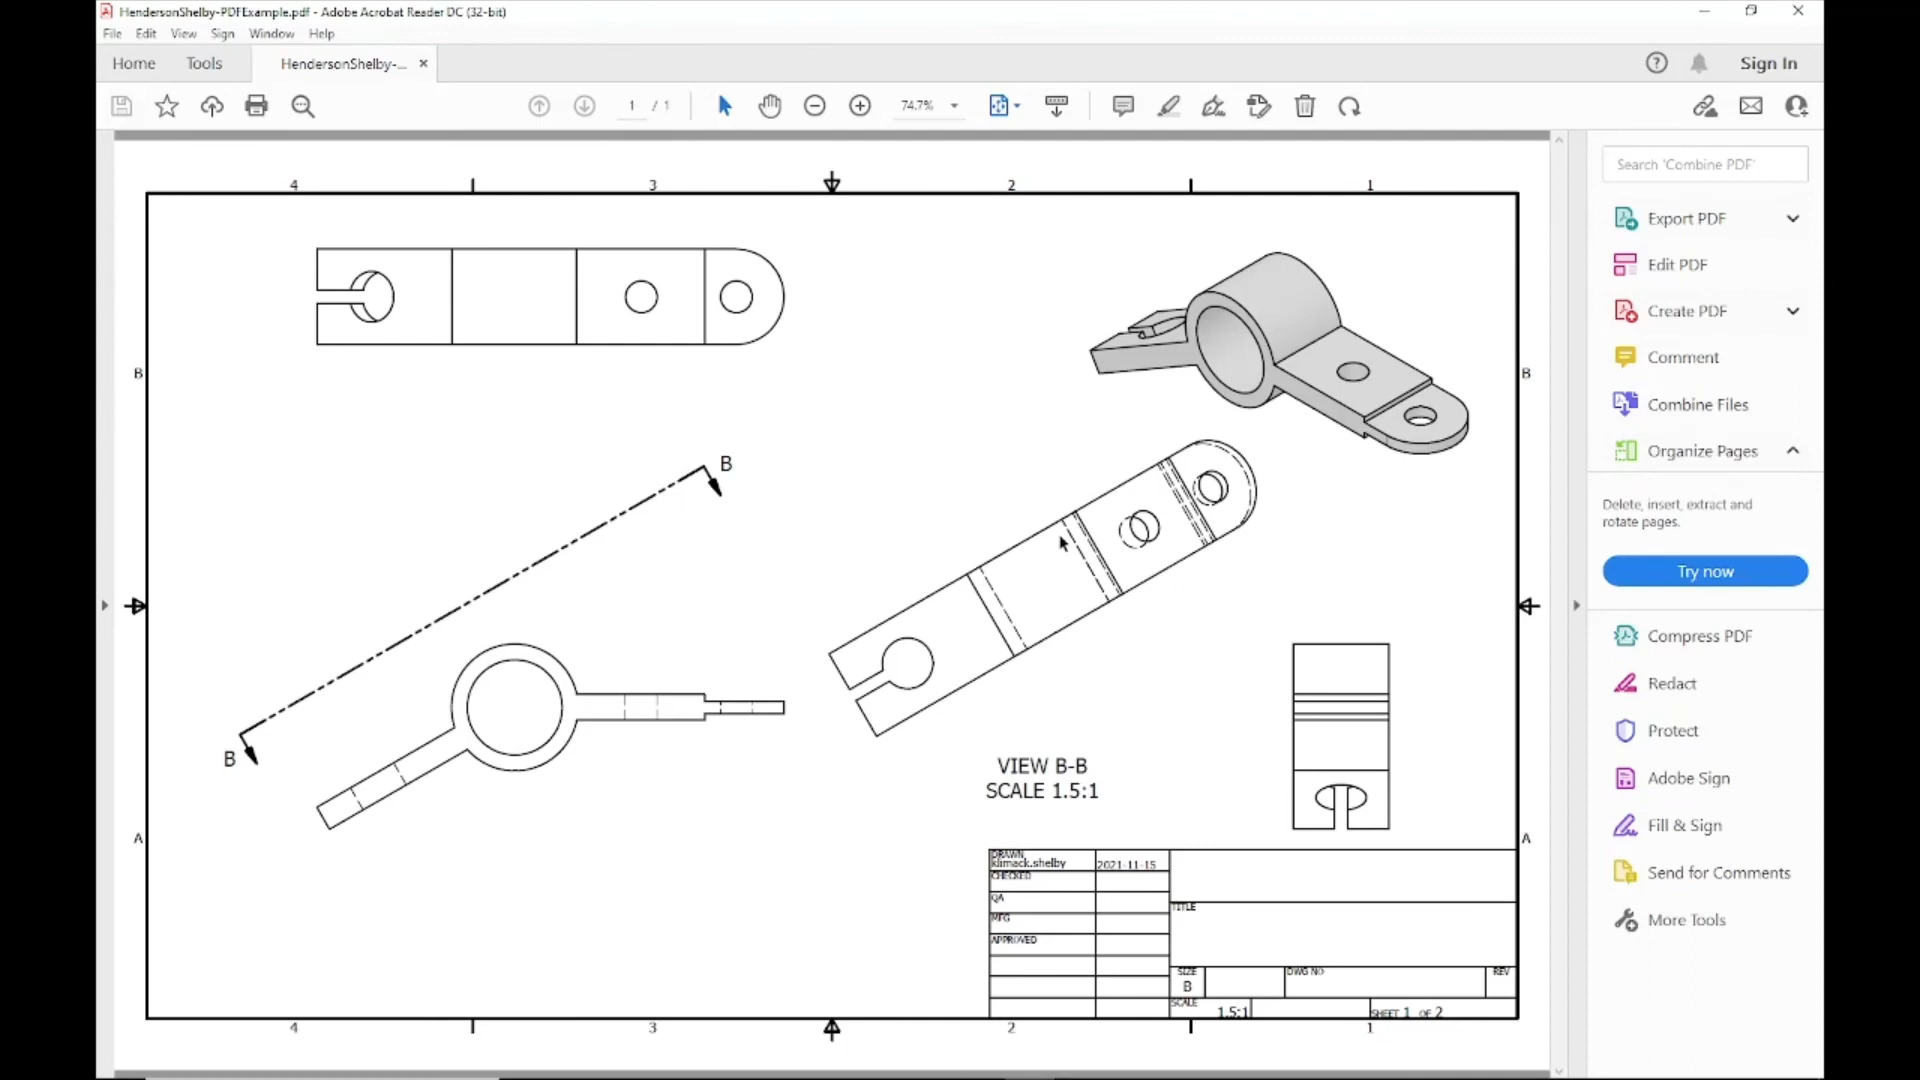 HendersonShelby-PDFExample.pdf - Adobe Acrobat Reader DC (32-bit)
File Edit View Sign Window Help
Home Tools HendersonShelby-... ×
Sign In
1 / 1
74.7%
4 3 2 1
B B
A A
B
B
VIEW B-B
SCALE 1.5:1
DRAWN
klimack.shelby 2021-11-15
CHECKED
QA
MFG
APPROVED
TITLE
SIZE
B
DWG NO
REV
SCALE
1.5:1
SHEET 1 OF 2
4 3 2 1
Search 'Combine PDF'
Export PDF
Edit PDF
Create PDF
Comment
Combine Files
Organize Pages
Delete, insert, extract and
rotate pages.
Try now
Compress PDF
Redact
Protect
Adobe Sign
Fill & Sign
Send for Comments
More Tools